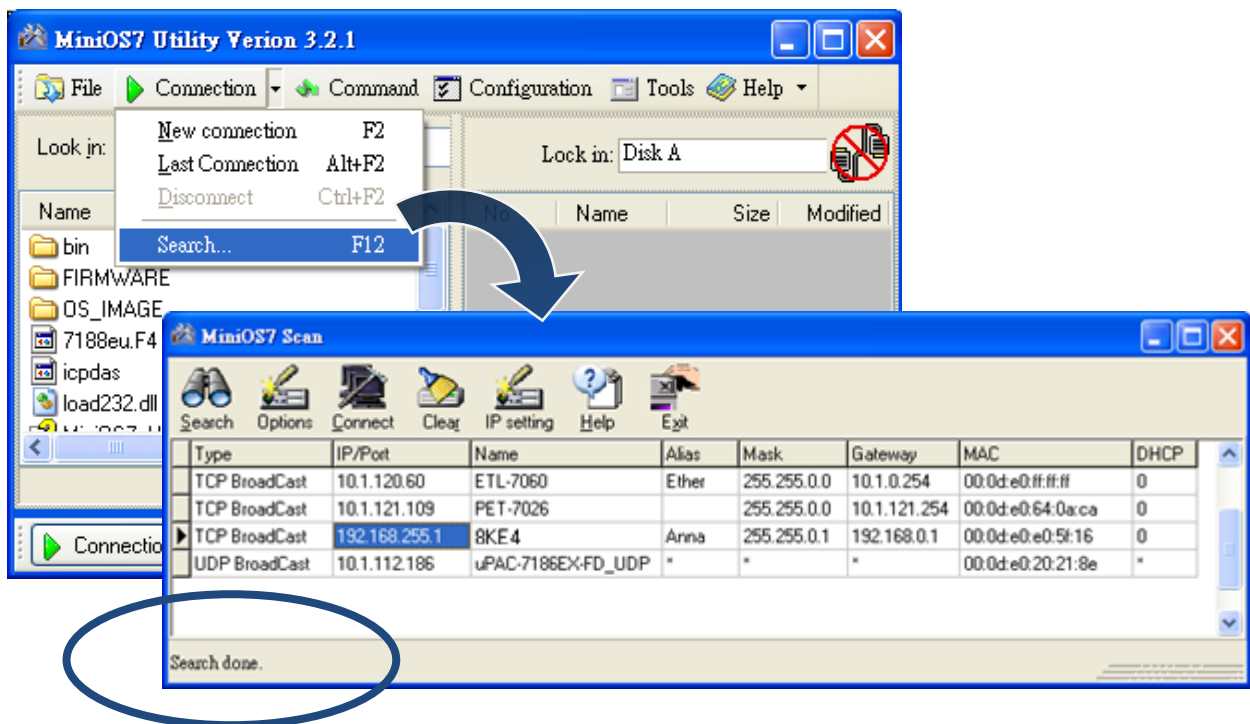 MiniOS7 Utility Verion 3.2.1
File Connection Command Configuration Tools Help
Look in:
New connection F2
Last Connection Alt+F2
Disconnect Ctrl+F2
Search... F12
Lock in: Disk A
Name
No Name Size Modified
bin
FIRMWARE
OS_IMAGE
7188eu.F4
icpdas
load232.dll
Connectio
MiniOS7 Scan
Search Options Connect Clear IP setting Help Exit
Type IP/Port Name Alias Mask Gateway MAC DHCP
TCP BroadCast 10.1.120.60 ETL-7060 Ether 255.255.0.0 10.1.0.254 00:0d:e0:ff:ff:ff 0
TCP BroadCast 10.1.121.109 PET-7026 255.255.0.0 10.1.121.254 00:0d:e0:64:0a:ca 0
TCP BroadCast 192.168.255.1 8KE4 Anna 255.255.0.1 192.168.0.1 00:0d:e0:e0:5f:16 0
UDP BroadCast 10.1.112.186 uPAC-7186EX-FD_UDP * * * 00:0d:e0:20:21:8e *
Search done.